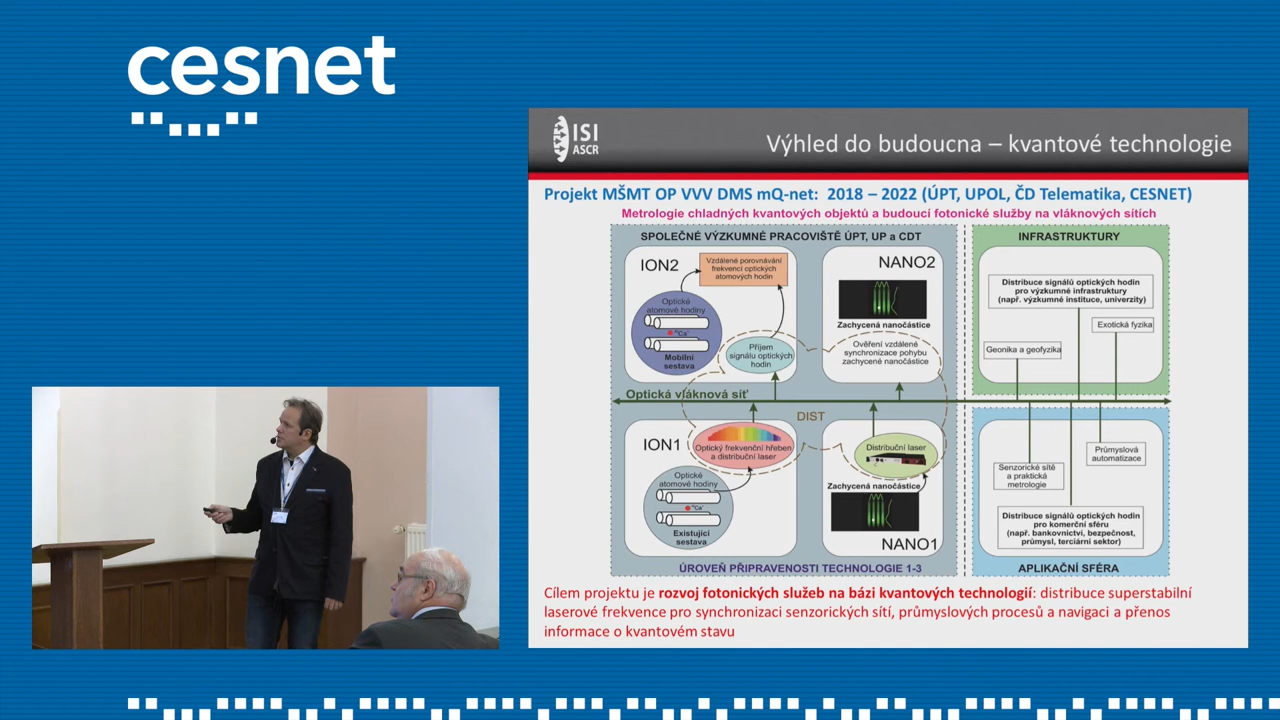 cesnet
ISI
ASCR
Výhled do budoucna – kvantové technologie
Projekt MŠMT OP VVV DMS mQ-net: 2018 – 2022 (ÚPT, UPOL, ČD Telematika, CESNET)
Metrologie chladných kvantových objektů a budoucí fotonické služby na vláknových sítích
SPOLEČNÉ VÝZKUMNÉ PRACOVIŠTĚ ÚPT, UP a CDT
ION2
Vzdálené porovnávání
frekvencí optických
atomových hodin
Optické
atomové hodiny
Ca
Mobilní
sestava
Příjem
signálu optických
hodin
NANO2
Zachycená nanočástice
Ověření vzdálené
synchronizace pohybu
zachycené nanočástice
Optická vláknová síť
DIST
ION1
Optický frekvenční hřeben
a distribuční laser
Optické
atomové hodiny
Ca
Existující
sestava
Distribuční laser
Zachycená nanočástice
NANO1
ÚROVEŇ PŘIPRAVENOSTI TECHNOLOGIE 1-3
INFRASTRUKTURY
Distribuce signálů optických hodin
pro výzkumné infrastruktury
(např. výzkumné instituce, univerzity)
Exotická fyzika
Geonika a geofyzika
Průmyslová
automatizace
Senzorické sítě
a praktická
metrologie
Distribuce signálů optických hodin
pro komerční sféru
(např. bankovnictví, bezpečnost,
průmysl, terciární sektor)
APLIKAČNÍ SFÉRA
Cílem projektu je rozvoj fotonických služeb na bázi kvantových technologií: distribuce superstabilní
laserové frekvence pro synchronizaci senzorických sítí, průmyslových procesů a navigaci a přenos
informace o kvantovém stavu